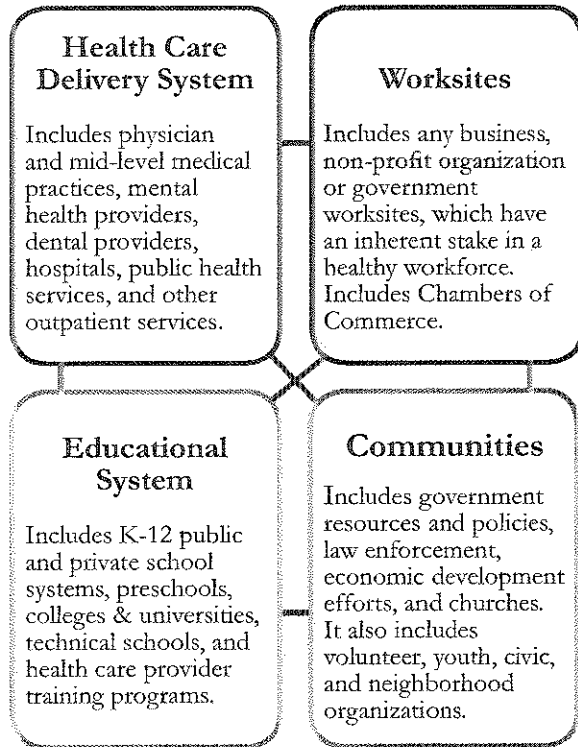 Health Care
Delivery System
Includes physician
and mid-level medical
practices, mental
health providers,
dental providers,
hospitals, public health
services, and other
outpatient services.
Worksites
Includes any business,
non-profit organization
or government
worksites, which have
an inherent stake in a
healthy workforce.
Includes Chambers of
Commerce.
Educational
System
Includes K-12 public
and private school
systems, preschools,
colleges & universities,
technical schools, and
health care provider
training programs.
Communities
Includes government
resources and policies,
law enforcement,
economic development
efforts, and churches.
It also includes
volunteer, youth, civic,
and neighborhood
organizations.